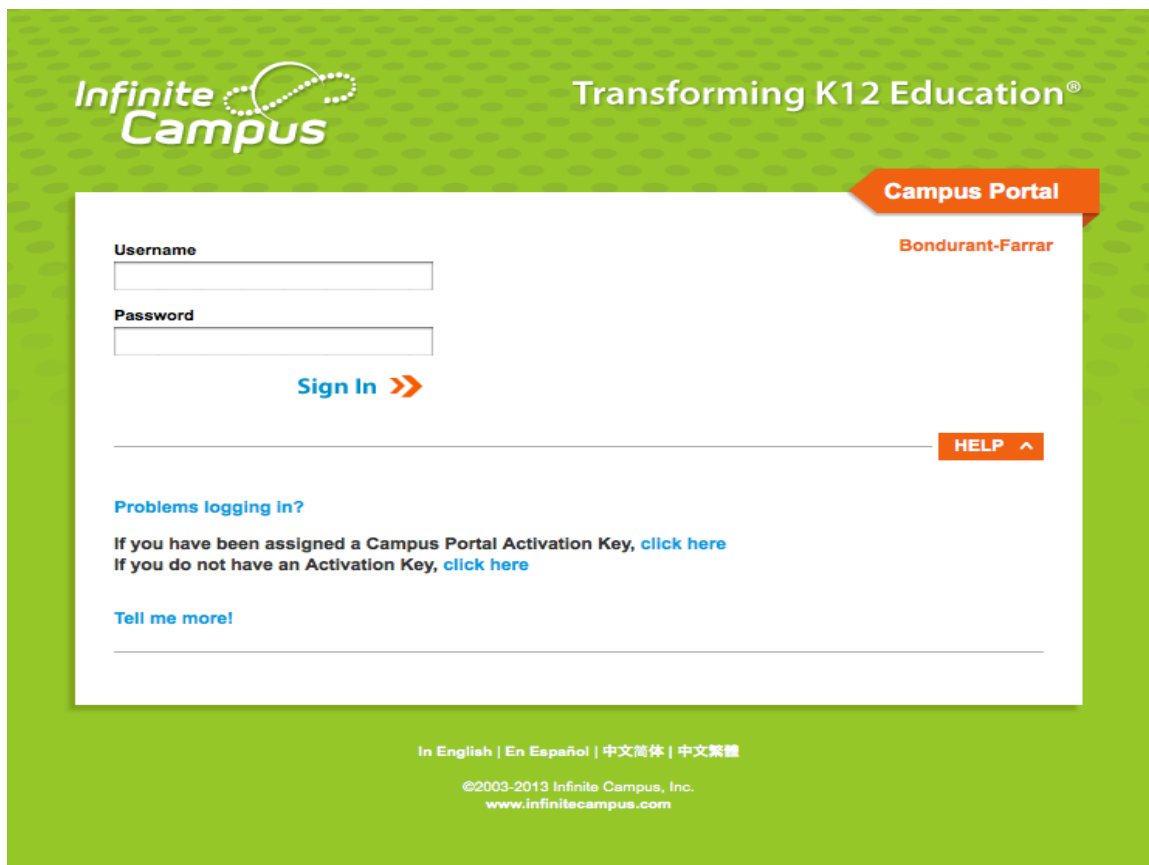 Infinite
Campus
Transforming K12 Education®
Campus Portal
Bondurant-Farrar
Username
Password
Sign In
HELP
Problems logging in?
If you have been assigned a Campus Portal Activation Key, click here
If you do not have an Activation Key, click here
Tell me more!
In English | En Español | 中文简体 | 中文繁體
©2003-2013 Infinite Campus, Inc.
www.infinitecampus.com